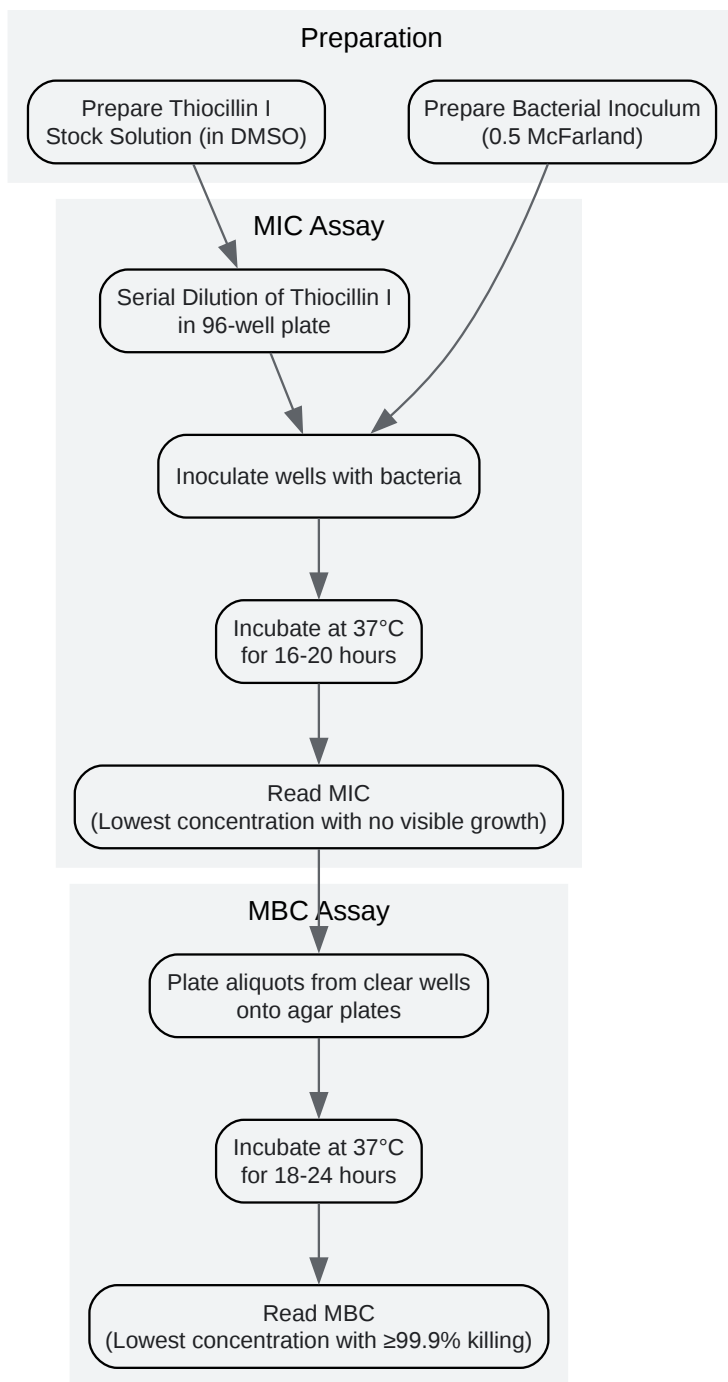 Preparation
Prepare Thiocillin I
Stock Solution (in DMSO)
Prepare Bacterial Inoculum
(0.5 McFarland)
MIC Assay
Serial Dilution of Thiocillin I
in 96-well plate
Inoculate wells with bacteria
Incubate at 37°C
for 16-20 hours
Read MIC
(Lowest concentration with no visible growth)
MBC Assay
Plate aliquots from clear wells
onto agar plates
Incubate at 37°C
for 18-24 hours
Read MBC
(Lowest concentration with ≥99.9% killing)